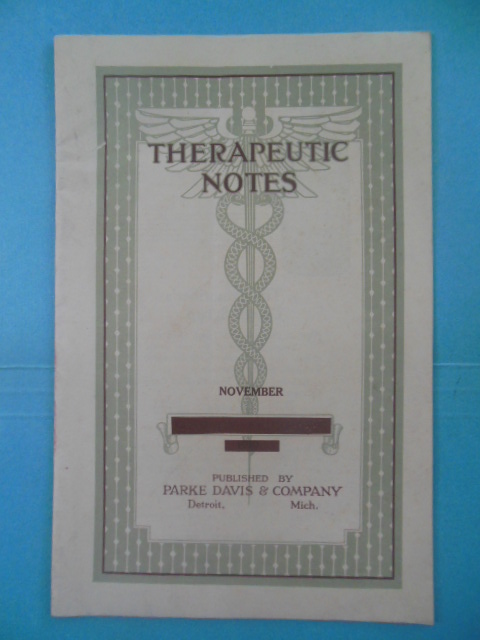 THERAPEUTIC
NOTES
NOVEMBER
PUBLISHED BY
PARKE DAVIS & COMPANY
Detroit, Mich.